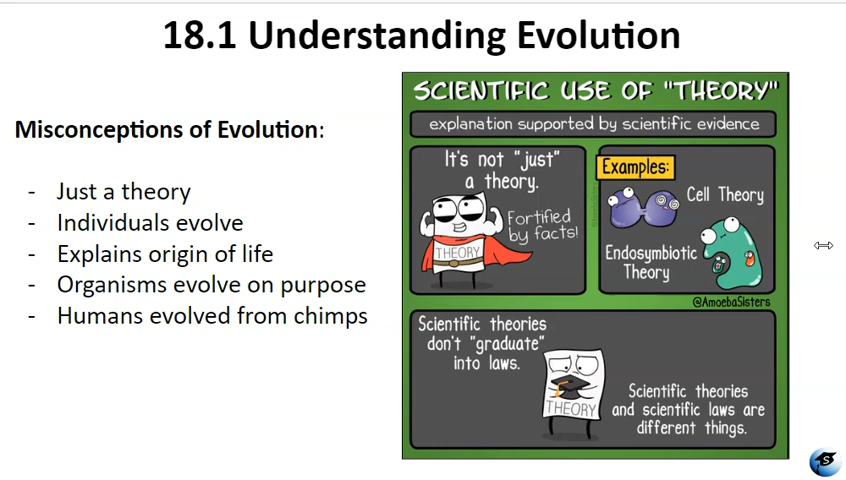 18.1 Understanding Evolution
Misconceptions of Evolution:
- Just a theory
- Individuals evolve
- Explains origin of life
- Organisms evolve on purpose
- Humans evolved from chimps
SCIENTIFIC USE OF "THEORY"
explanation supported by scientific evidence
It's not "just"
a theory.
Fortified
by facts!
THEORY
Examples:
Cell Theory
Endosymbiotic
Theory
@AmoebaSisters
Scientific theories
don't "graduate"
into laws.
THEORY
Scientific theories
and scientific laws are
different things.
S